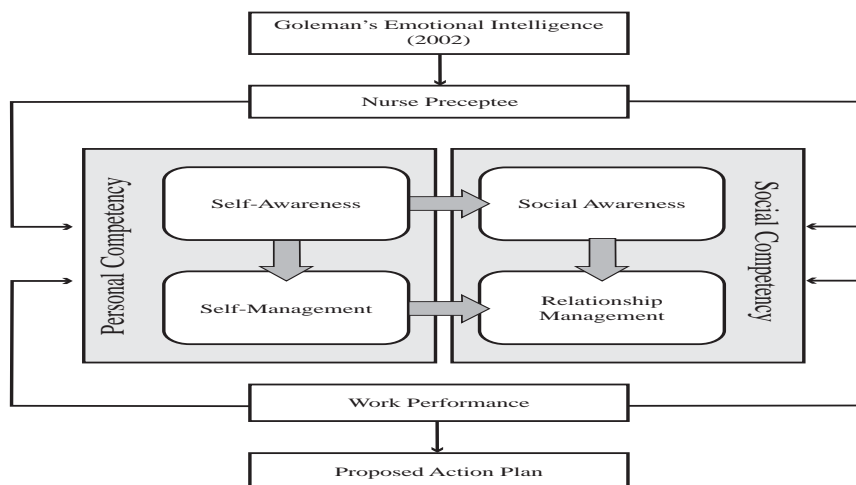 Goleman's Emotional Intelligence
(2002)
Nurse Preceptee
Personal Competency
Self-Awareness
Social Awareness
Social Competency
Self-Management
Relationship
Management
Work Performance
Proposed Action Plan